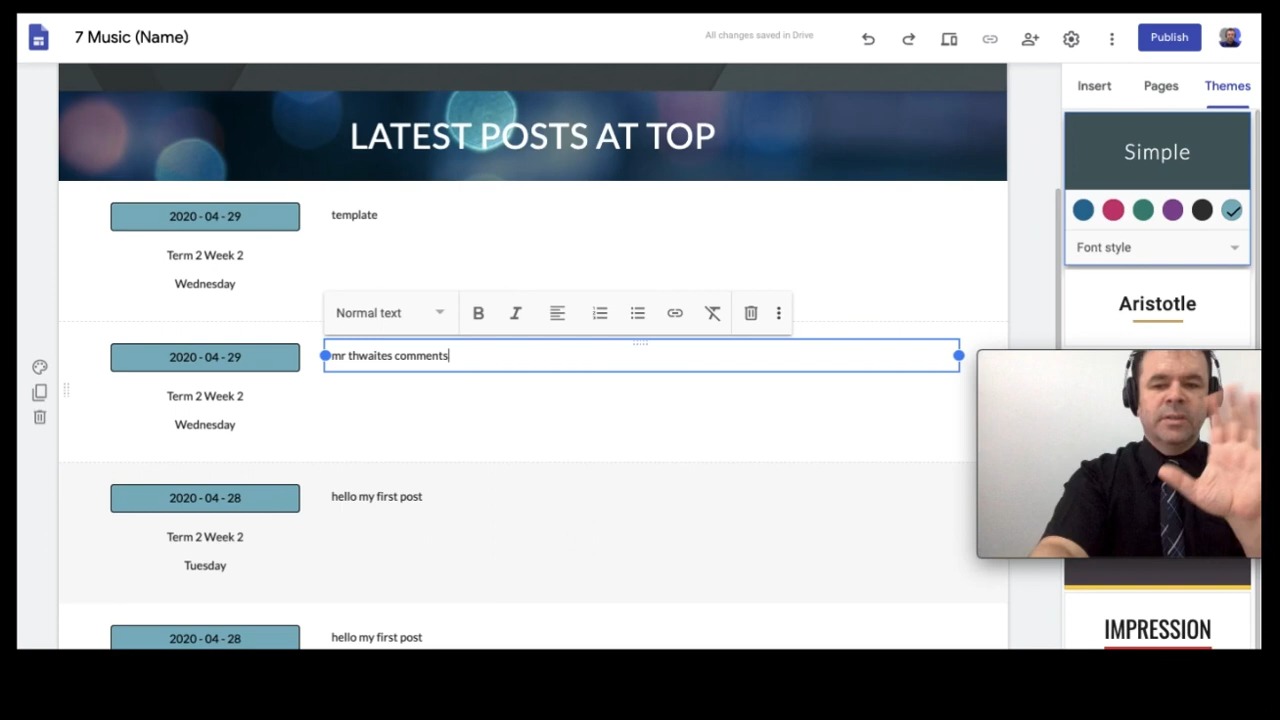 7 Music (Name)
All changes saved in Drive
Publish
Insert
Pages
Themes
LATEST POSTS AT TOP
Simple
Font style
Aristotle
IMPRESSION
2020 - 04 - 29
template
Term 2 Week 2
Wednesday
Normal text
B
I
2020 - 04 - 29
mr thwaites comments
Term 2 Week 2
Wednesday
2020 - 04 - 28
hello my first post
Term 2 Week 2
Tuesday
2020 - 04 - 28
hello my first post